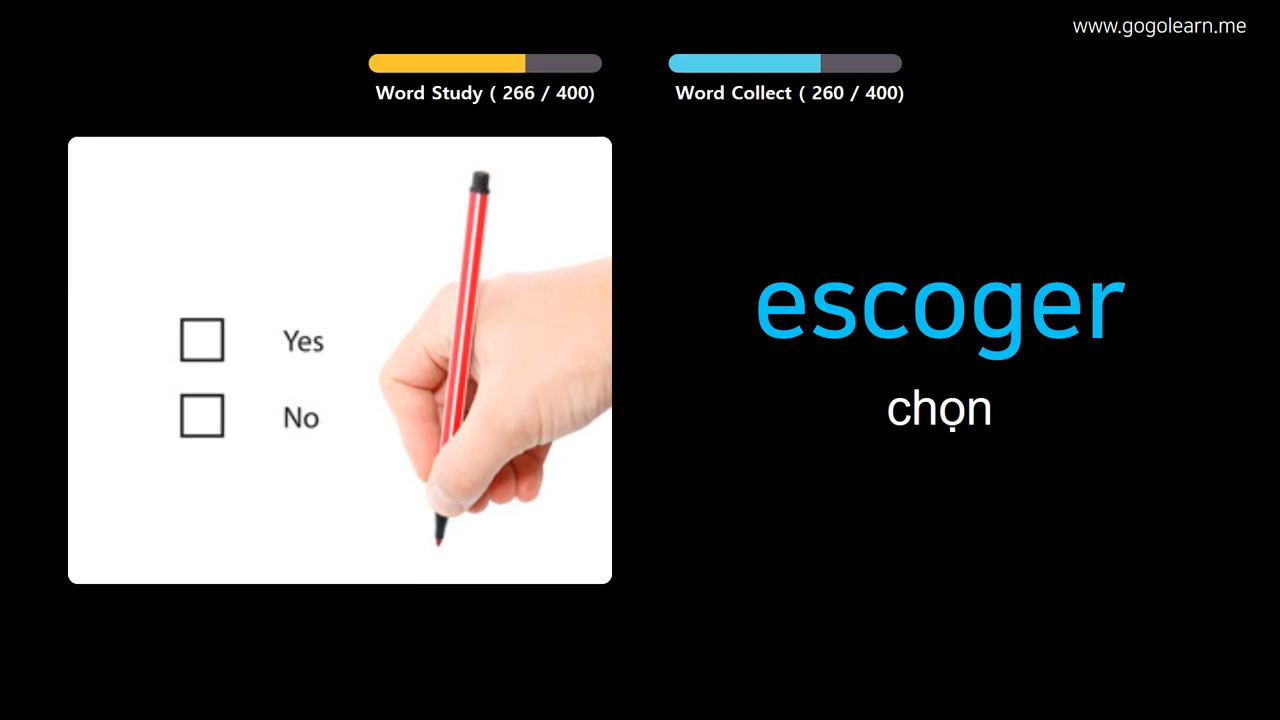 www.gogolearn.me
Word Study ( 266 / 400)
Word Collect ( 260 / 400)
Yes
No
escoger
chọn